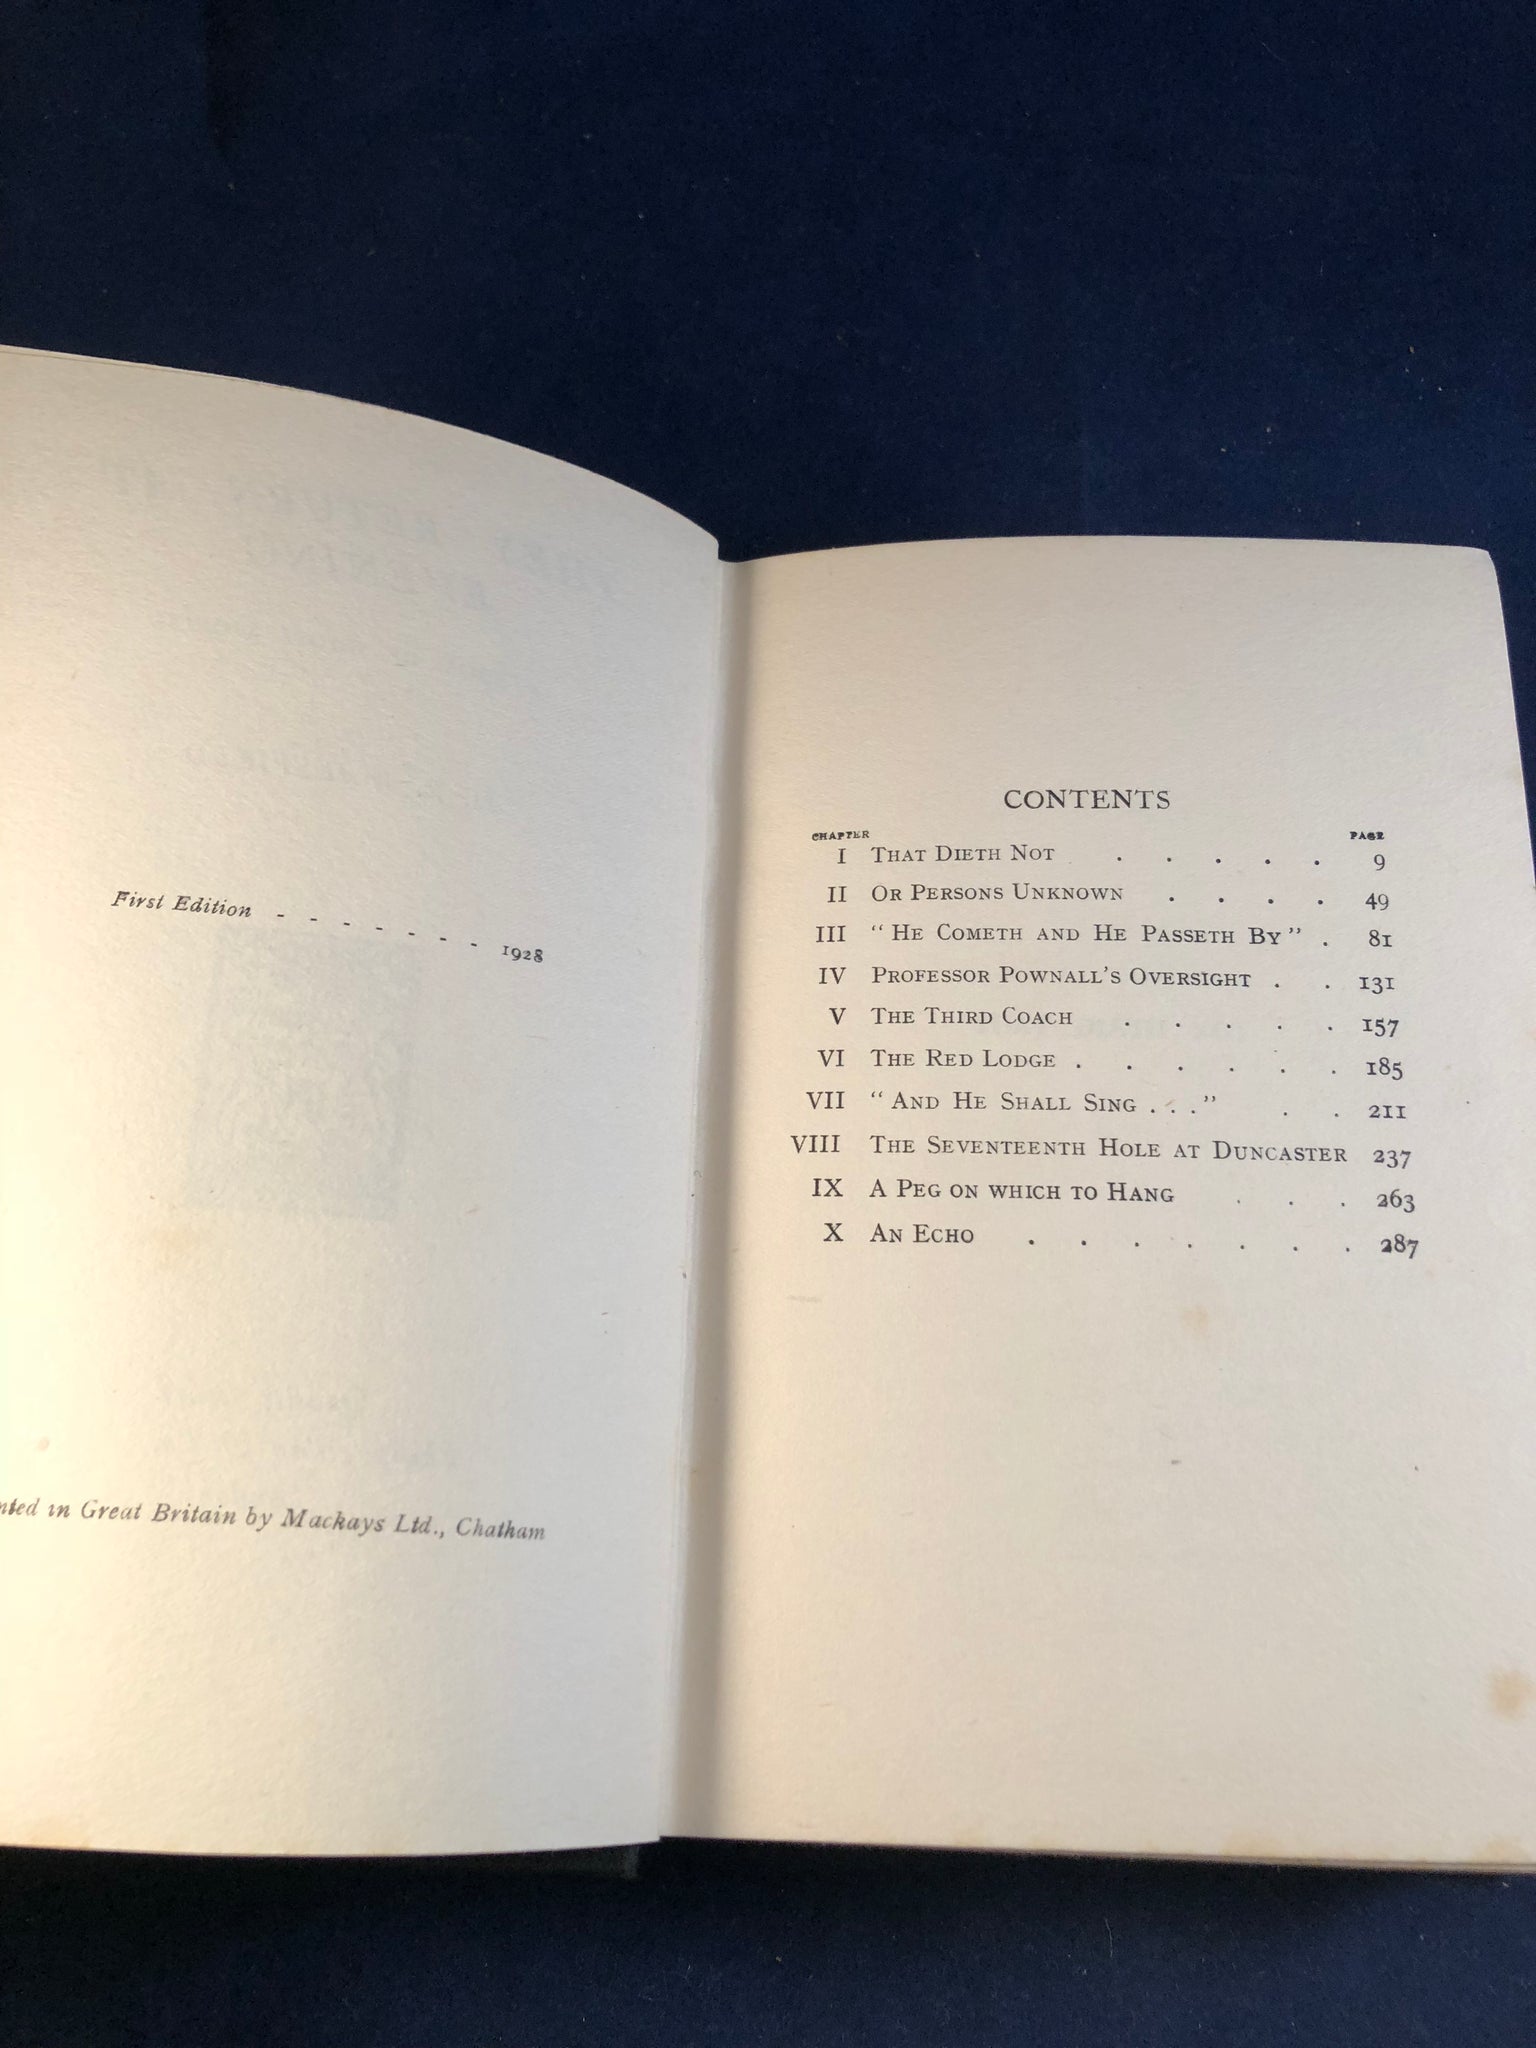 First Edition - - - - - - - 1928
in Great Britain by Mackays Ltd., Chatham
CONTENTS
CHAPTER PAGE
I THAT DIETH NOT . . . . . 9
II OR PERSONS UNKNOWN . . . . 49
III "HE COMETH AND HE PASSETH BY" . 81
IV PROFESSOR POWNALL'S OVERSIGHT . . 131
V THE THIRD COACH . . . . . 157
VI THE RED LODGE . . . . . . 185
VII "AND HE SHALL SING . . ." . . 211
VIII THE SEVENTEENTH HOLE AT DUNCASTER 237
IX A PEG ON WHICH TO HANG . . . 263
X AN ECHO . . . . . . . 287